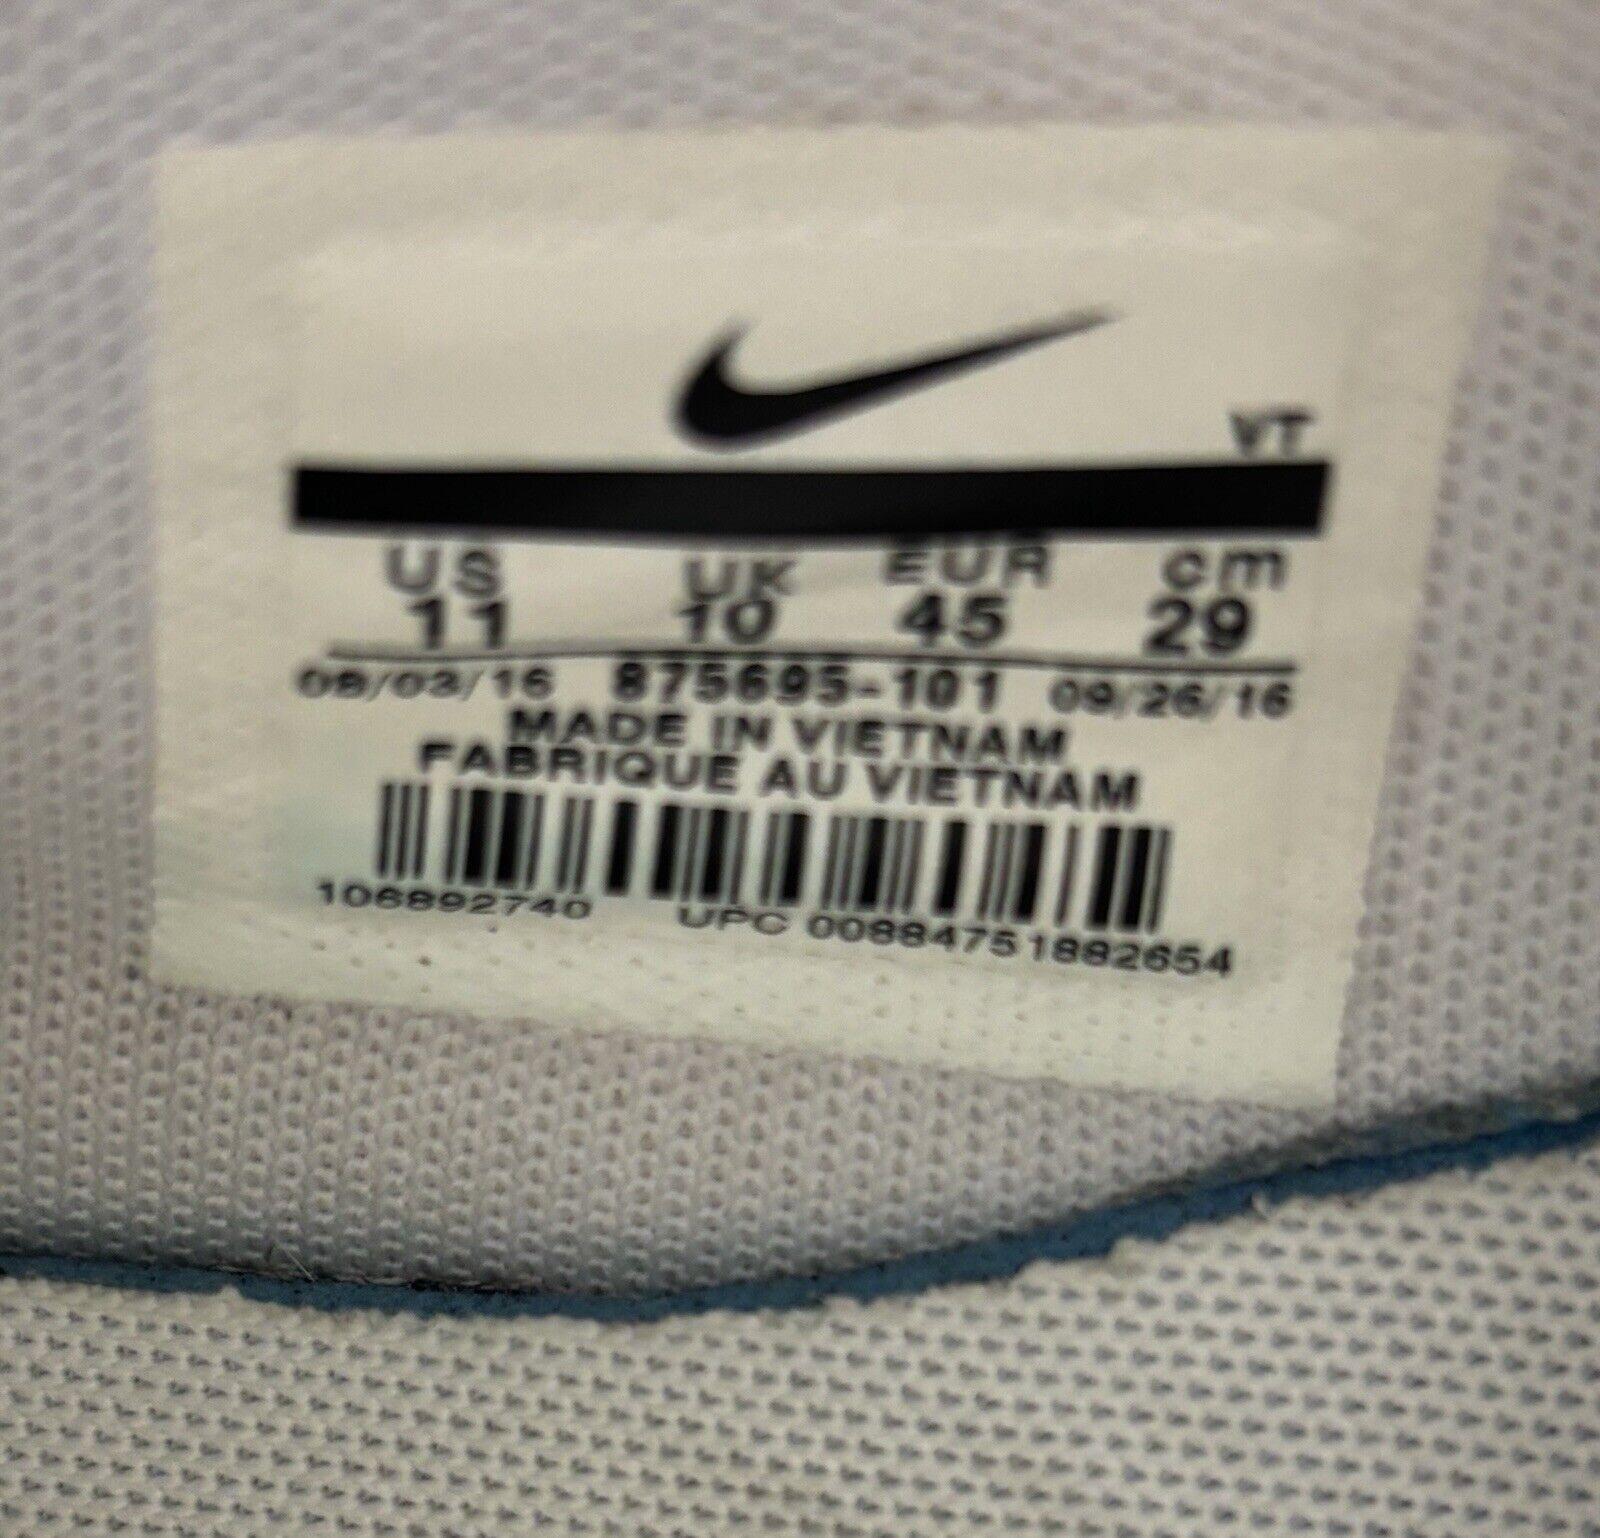 VT
US UK EUR cm
11 10 45 29
08/03/16 875695-101 09/26/16
MADE IN VIETNAM
FABRIQUE AU VIETNAM
106892740 UPC 00884751882654